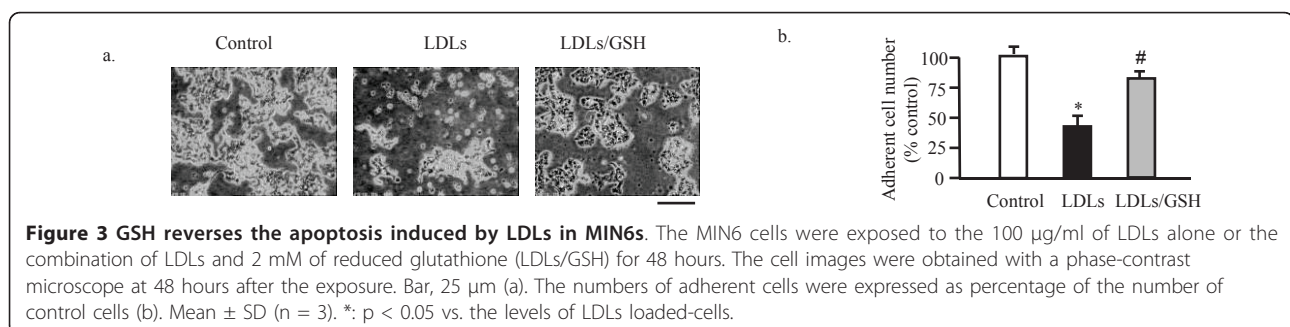 a.
Control LDLs LDLs/GSH
b.
Adherent cell number
(% control)
100
75
50
25
0
*
#
Control LDLs LDLs/GSH
Figure 3 GSH reverses the apoptosis induced by LDLs in MIN6s. The MIN6 cells were exposed to the 100 μg/ml of LDLs alone or the
combination of LDLs and 2 mM of reduced glutathione (LDLs/GSH) for 48 hours. The cell images were obtained with a phase-contrast
microscope at 48 hours after the exposure. Bar, 25 μm (a). The numbers of adherent cells were expressed as percentage of the number of
control cells (b). Mean ± SD (n = 3). *: p < 0.05 vs. the levels of LDLs loaded-cells.